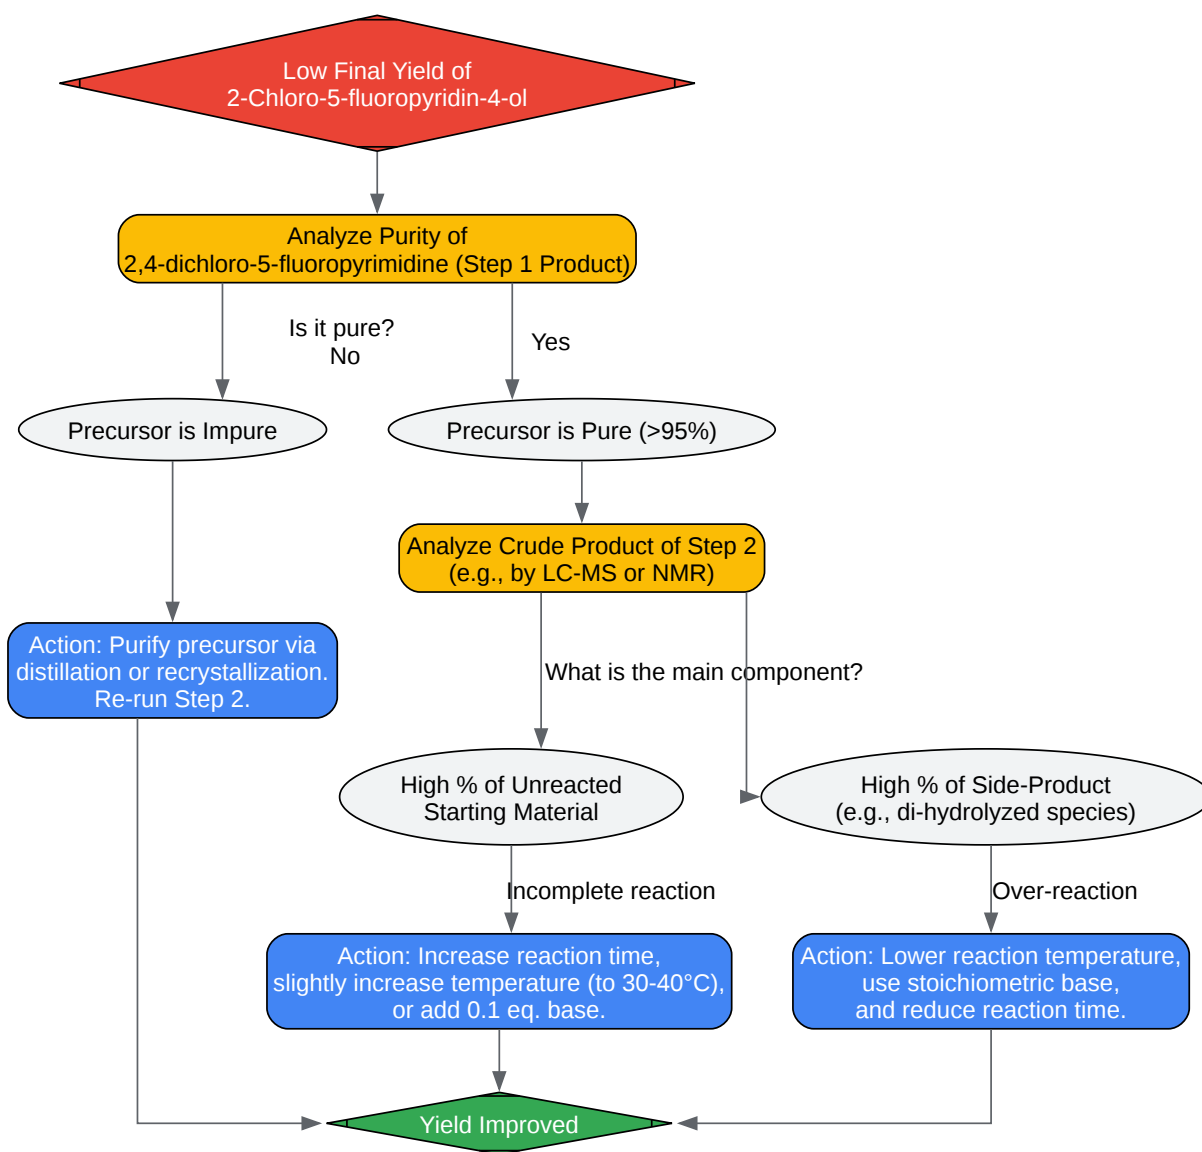 Low Final Yield of
2-Chloro-5-fluoropyridin-4-ol
Analyze Purity of
2,4-dichloro-5-fluoropyrimidine (Step 1 Product)
Is it pure?
No
Yes
Precursor is Impure
Precursor is Pure (>95%)
Analyze Crude Product of Step 2
(e.g., by LC-MS or NMR)
Action: Purify precursor via
distillation or recrystallization.
Re-run Step 2.
What is the main component?
High % of Unreacted
Starting Material
High % of Side-Product
(e.g., di-hydrolyzed species)
Incomplete reaction
Over-reaction
Action: Increase reaction time,
slightly increase temperature (to 30-40°C),
or add 0.1 eq. base.
Action: Lower reaction temperature,
use stoichiometric base,
and reduce reaction time.
Yield Improved